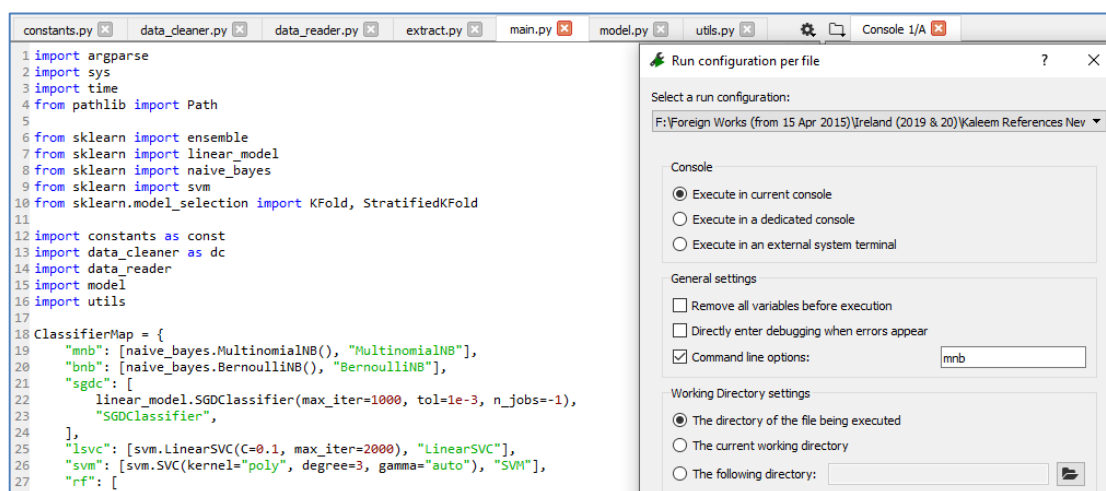 constants.py data_cleaner.py data_reader.py extract.py main.py model.py utils.py Console 1/A
1 import argparse
2 import sys
3 import time
4 from pathlib import Path
5
6 from sklearn import ensemble
7 from sklearn import linear_model
8 from sklearn import naive_bayes
9 from sklearn import svm
10 from sklearn.model_selection import KFold, StratifiedKFold
11
12 import constants as const
13 import data_cleaner as dc
14 import data_reader
15 import model
16 import utils
17
18 ClassifierMap = {
19     "mnb": [naive_bayes.MultinomialNB(), "MultinomialNB"],
20     "bnb": [naive_bayes.BernoulliNB(), "BernoulliNB"],
21     "sgdc": [
22         linear_model.SGDClassifier(max_iter=1000, tol=1e-3, n_jobs=-1),
23         "SGDClassifier",
24     ],
25     "lsvc": [svm.LinearSVC(C=0.1, max_iter=2000), "LinearSVC"],
26     "svm": [svm.SVC(kernel="poly", degree=3, gamma="auto"), "SVM"],
27     "rf": [
Run configuration per file ? X
Select a run configuration:
F:\Foreign Works (from 15 Apr 2015)\Ireland (2019 & 20)\Kaleem References Nev
Console
Execute in current console
Execute in a dedicated console
Execute in an external system terminal
General settings
Remove all variables before execution
Directly enter debugging when errors appear
Command line options: mnb
Working Directory settings
The directory of the file being executed
The current working directory
The following directory: